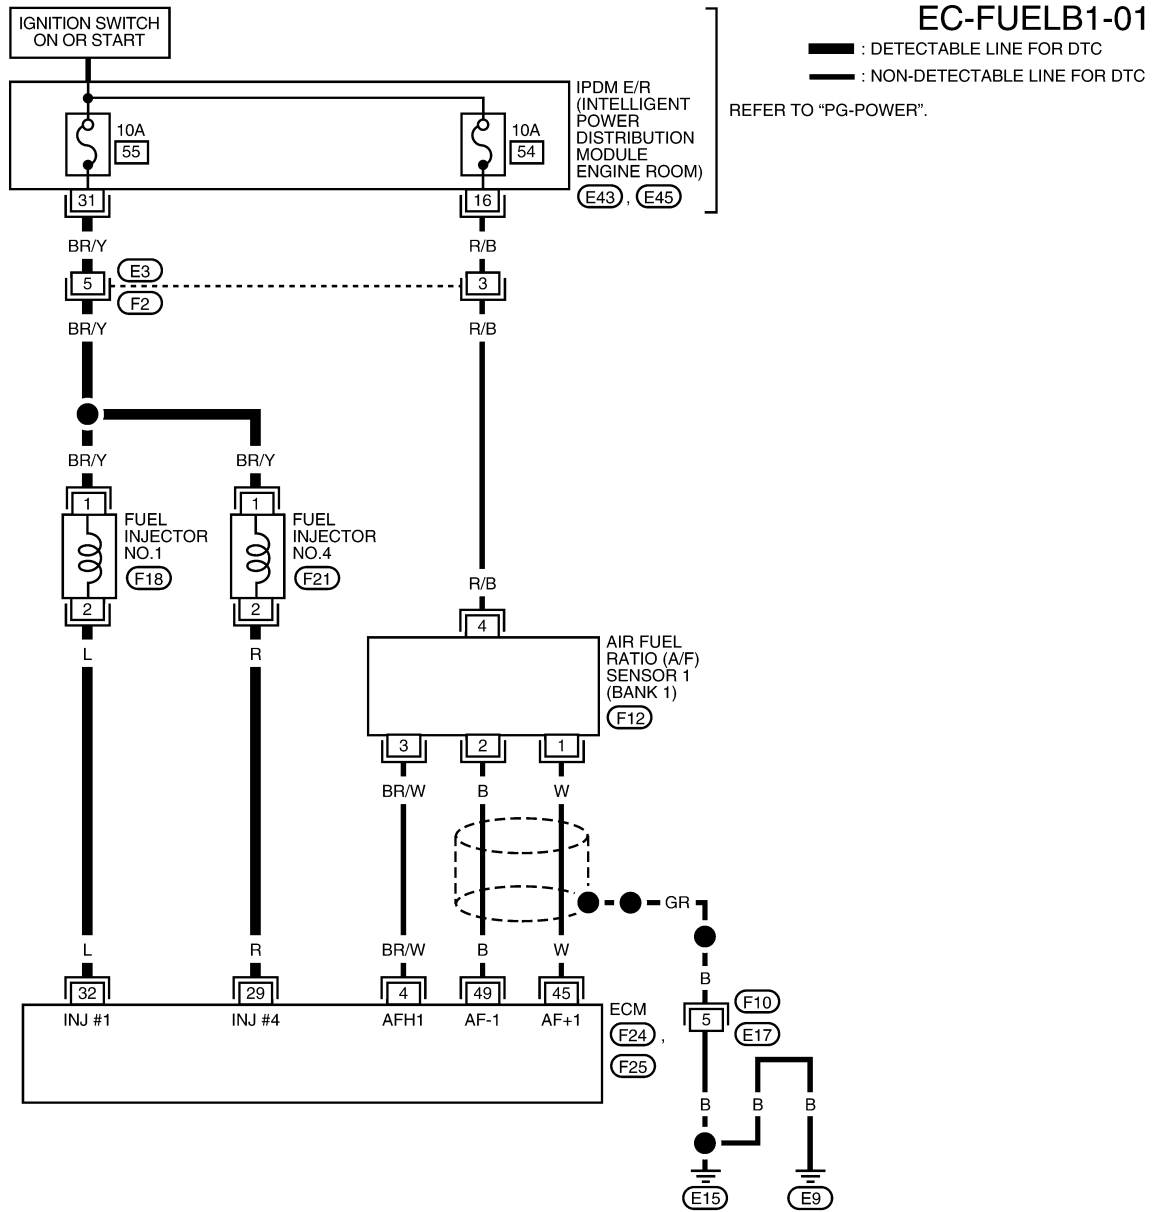 EC-FUELB1-01
: DETECTABLE LINE FOR DTC
: NON-DETECTABLE LINE FOR DTC
REFER TO “PG-POWER”.
IGNITION SWITCH
ON OR START
10A
55
10A
54
IPDM E/R
(INTELLIGENT
POWER
DISTRIBUTION
MODULE
ENGINE ROOM)
E43 , E45
31
16
BR/Y
R/B
5
E3
F2
3
BR/Y
R/B
BR/Y
BR/Y
1
1
FUEL
INJECTOR
NO.1
F18
FUEL
INJECTOR
NO.4
F21
2
2
L
R
R/B
4
AIR FUEL
RATIO (A/F)
SENSOR 1
(BANK 1)
F12
3
2
1
BR/W
B
W
GR
L
R
BR/W
B
W
B
32
29
4
49
45
INJ #1
INJ #4
AFH1
AF-1
AF+1
ECM
F24 ,
F25
5
F10
E17
B
B
B
E15
E9